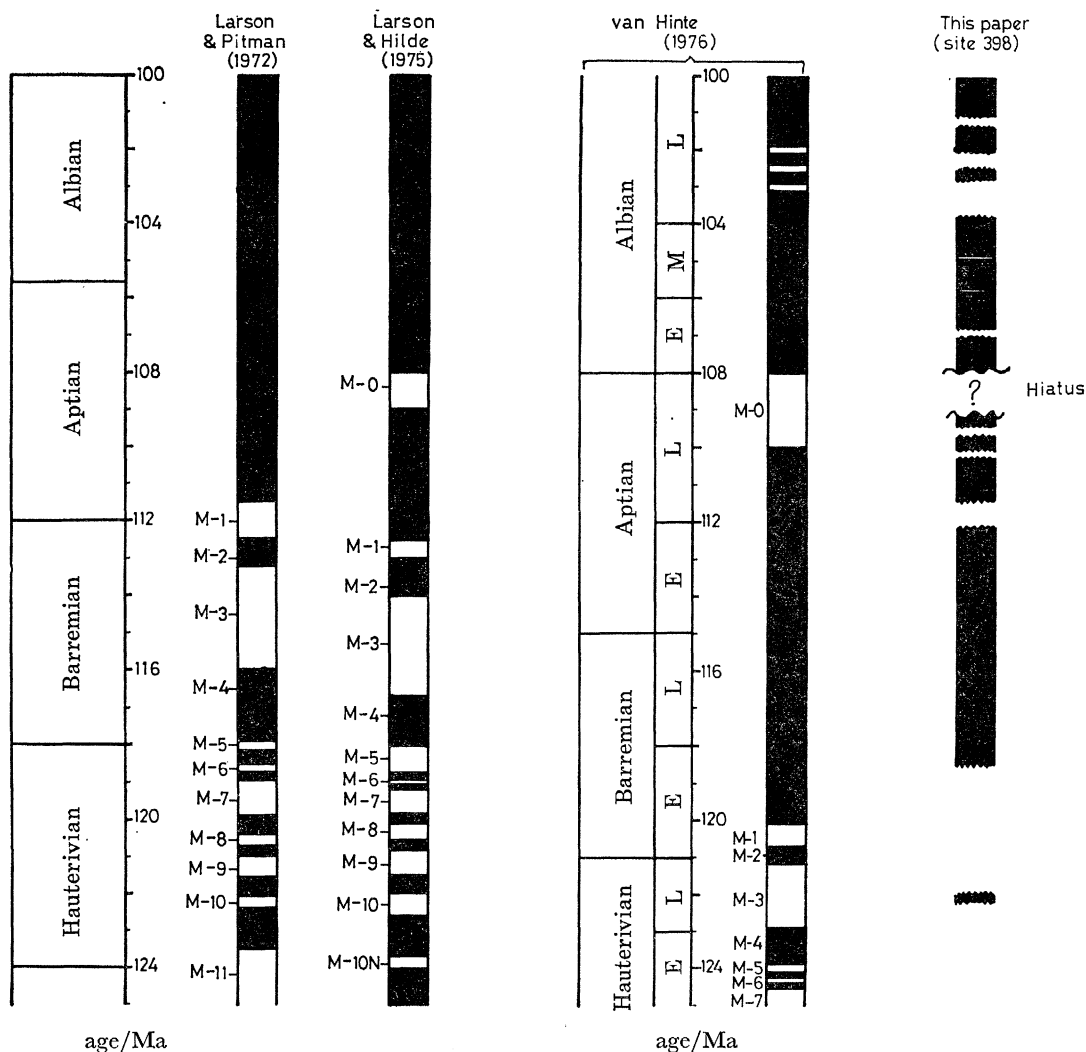 Larson
& Pitman
(1972)
Larson
& Hilde
(1975)
van Hinte
(1976)
This paper
(site 398)
100
104
108
112
116
120
124
Albian
Aptian
Barremian
Hauterivian
M-1
M-2
M-3
M-4
M-5
M-6
M-7
M-8
M-9
M-10
M-11
M-0
M-1
M-2
M-3
M-4
M-5
M-6
M-7
M-8
M-9
M-10
M-10N
Albian
Aptian
Barremian
Hauterivian
L
M
E
L
E
L
E
L
E
100
104
108
112
116
120
124
M-0
M-1
M-2
M-3
M-4
M-5
M-6
M-7
?
Hiatus
age/Ma
age/Ma